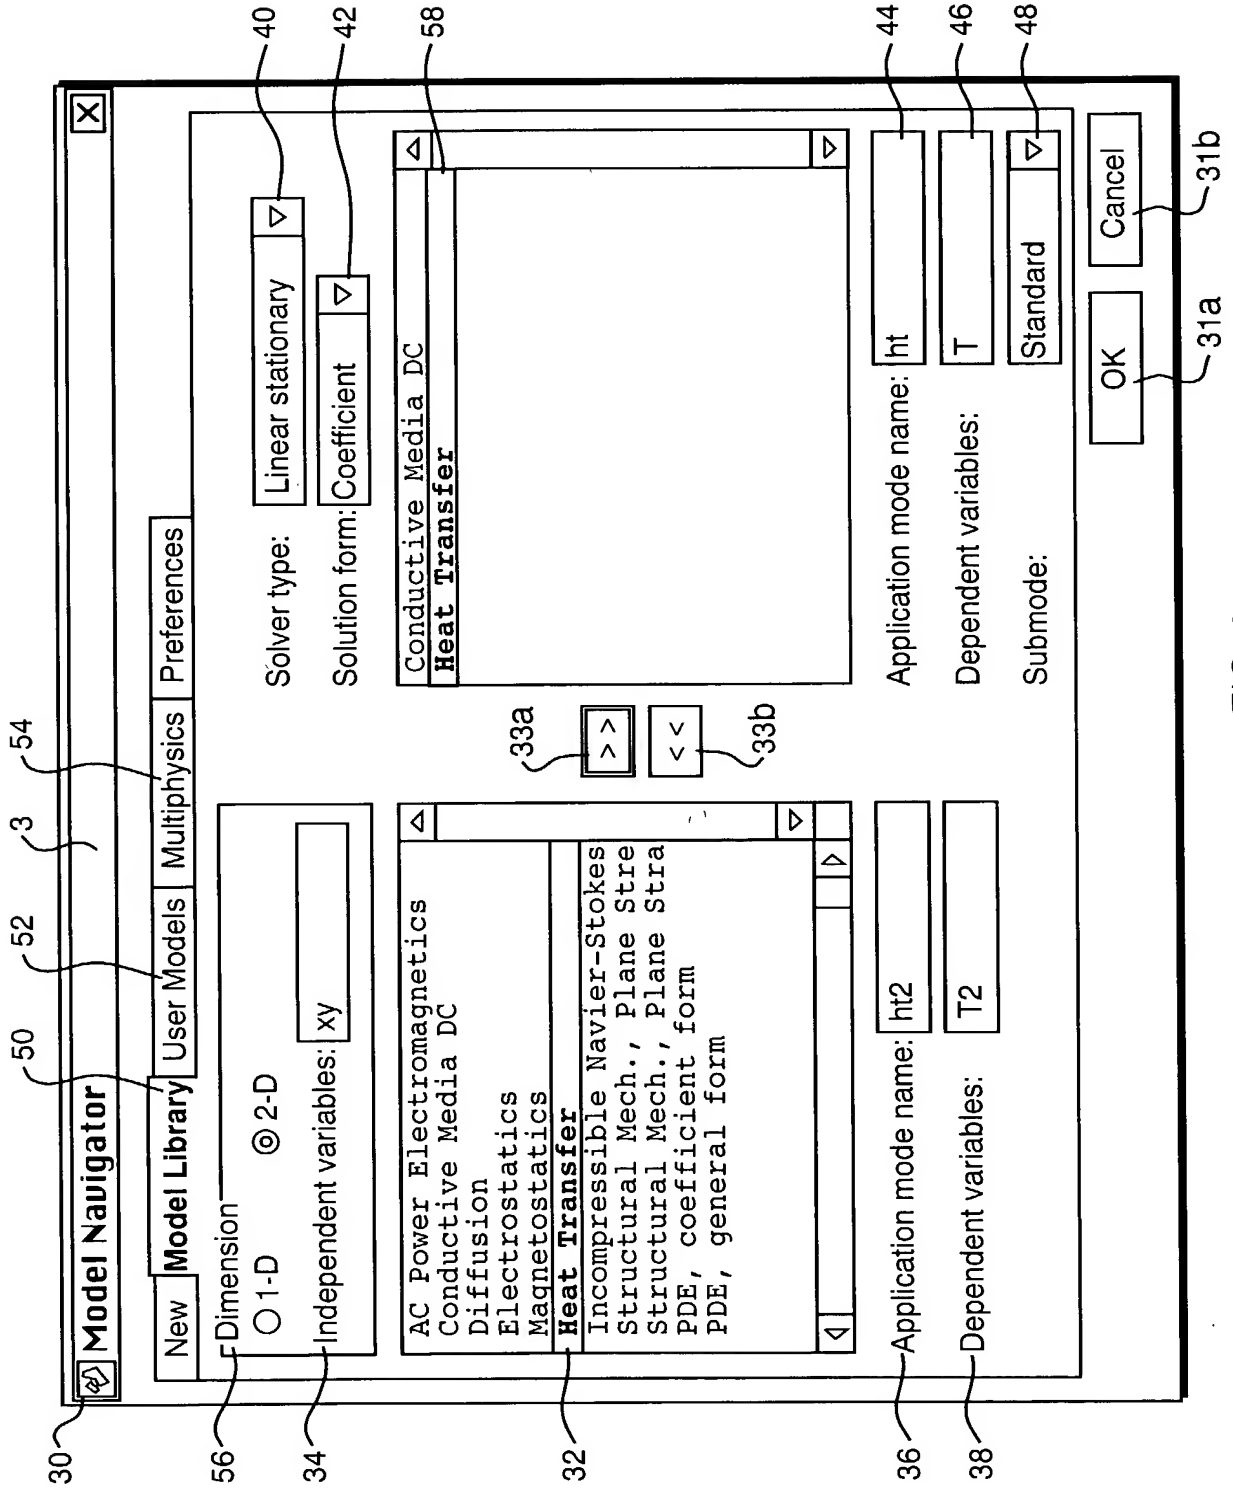 30
Model Navigator
3
50
52
54
New
Model Library
User Models
Multiphysics
Preferences
56
Dimension
1-D
2-D
34
Independent variables:
xy
Solver type:
Linear stationary
40
Solution form:
Coefficient
42
AC Power Electromagnetics
Conductive Media DC
Diffusion
Electrostatics
Magnetostatics
Heat Transfer
Incompressible Navier-Stokes
Structural Mech., Plane Stre
Structural Mech., Plane Stra
PDE, coefficient form
PDE, general form
32
33a
> >
< <
33b
Conductive Media DC
Heat Transfer
58
36
Application mode name:
ht2
38
Dependent variables:
T2
Application mode name:
ht
44
Dependent variables:
T
46
Submode:
Standard
48
OK
Cancel
31a
31b